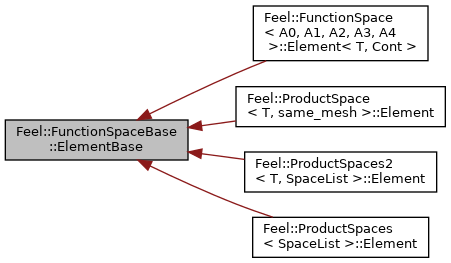 Feel::FunctionSpace
< A0, A1, A2, A3, A4
>::Element< T, Cont >
Feel::ProductSpace
< T, same_mesh >::Element
Feel::FunctionSpaceBase
::ElementBase
Feel::ProductSpaces2
< T, SpaceList >::Element
Feel::ProductSpaces
< SpaceList >::Element